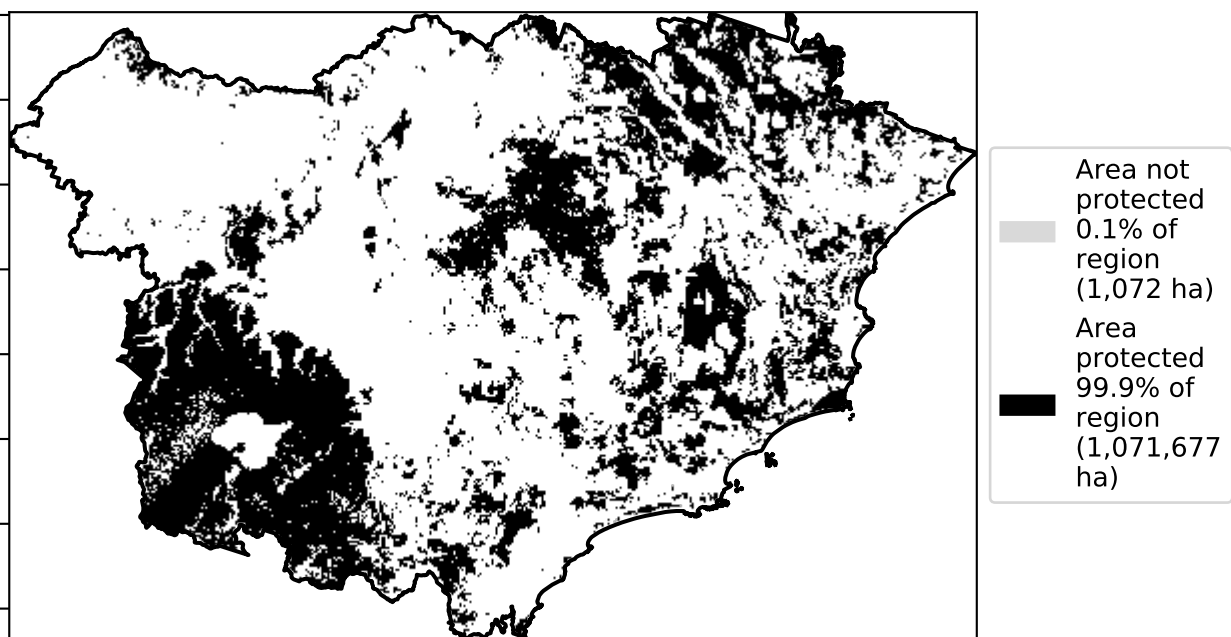 Area not
protected
0.1% of
region
(1,072 ha)
Area
protected
99.9% of
region
(1,071,677
ha)